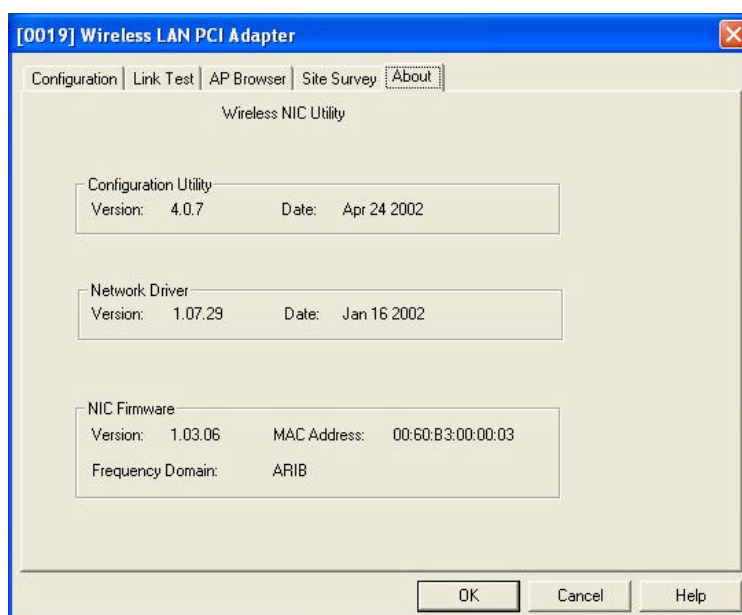 [0019] Wireless LAN PCI Adapter
Configuration Link Test AP Browser Site Survey About
Wireless NIC Utility
Configuration Utility
Version: 4.0.7 Date: Apr 24 2002
Network Driver
Version: 1.07.29 Date: Jan 16 2002
NIC Firmware
Version: 1.03.06 MAC Address: 00:60:B3:00:00:03
Frequency Domain: ARIB
OK Cancel Help